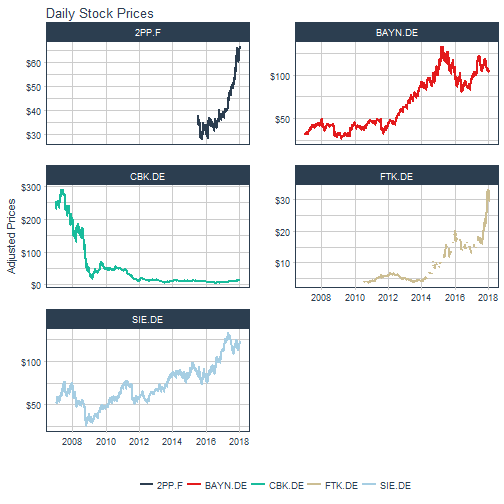 Daily Stock Prices
2PP.F
BAYN.DE
$60
$50
$40
$30
$100
$50
CBK.DE
FTK.DE
Adjusted Prices
$300
$200
$100
$0
$30
$20
$10
2008 2010 2012 2014 2016 2018
SIE.DE
$100
$50
2008 2010 2012 2014 2016 2018
2PP.F BAYN.DE CBK.DE FTK.DE SIE.DE